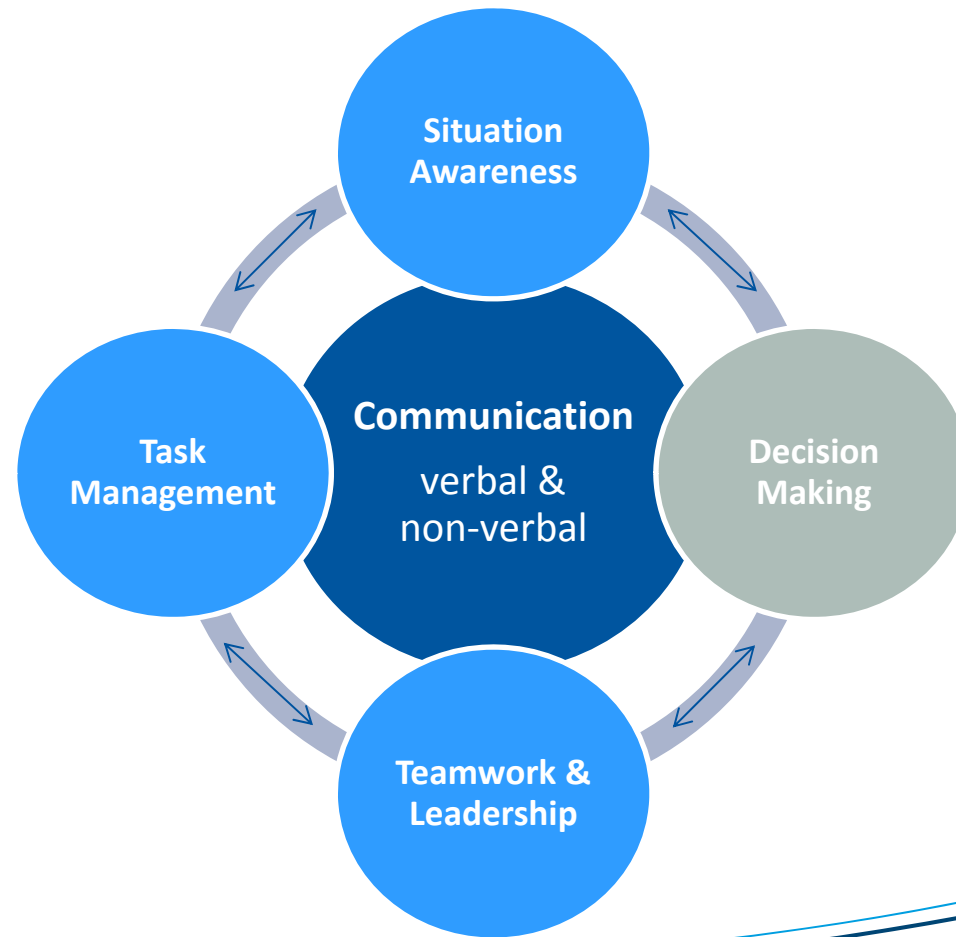 Situation
Awareness
Task
Management
Communication
verbal &
non-verbal
Decision
Making
Teamwork &
Leadership